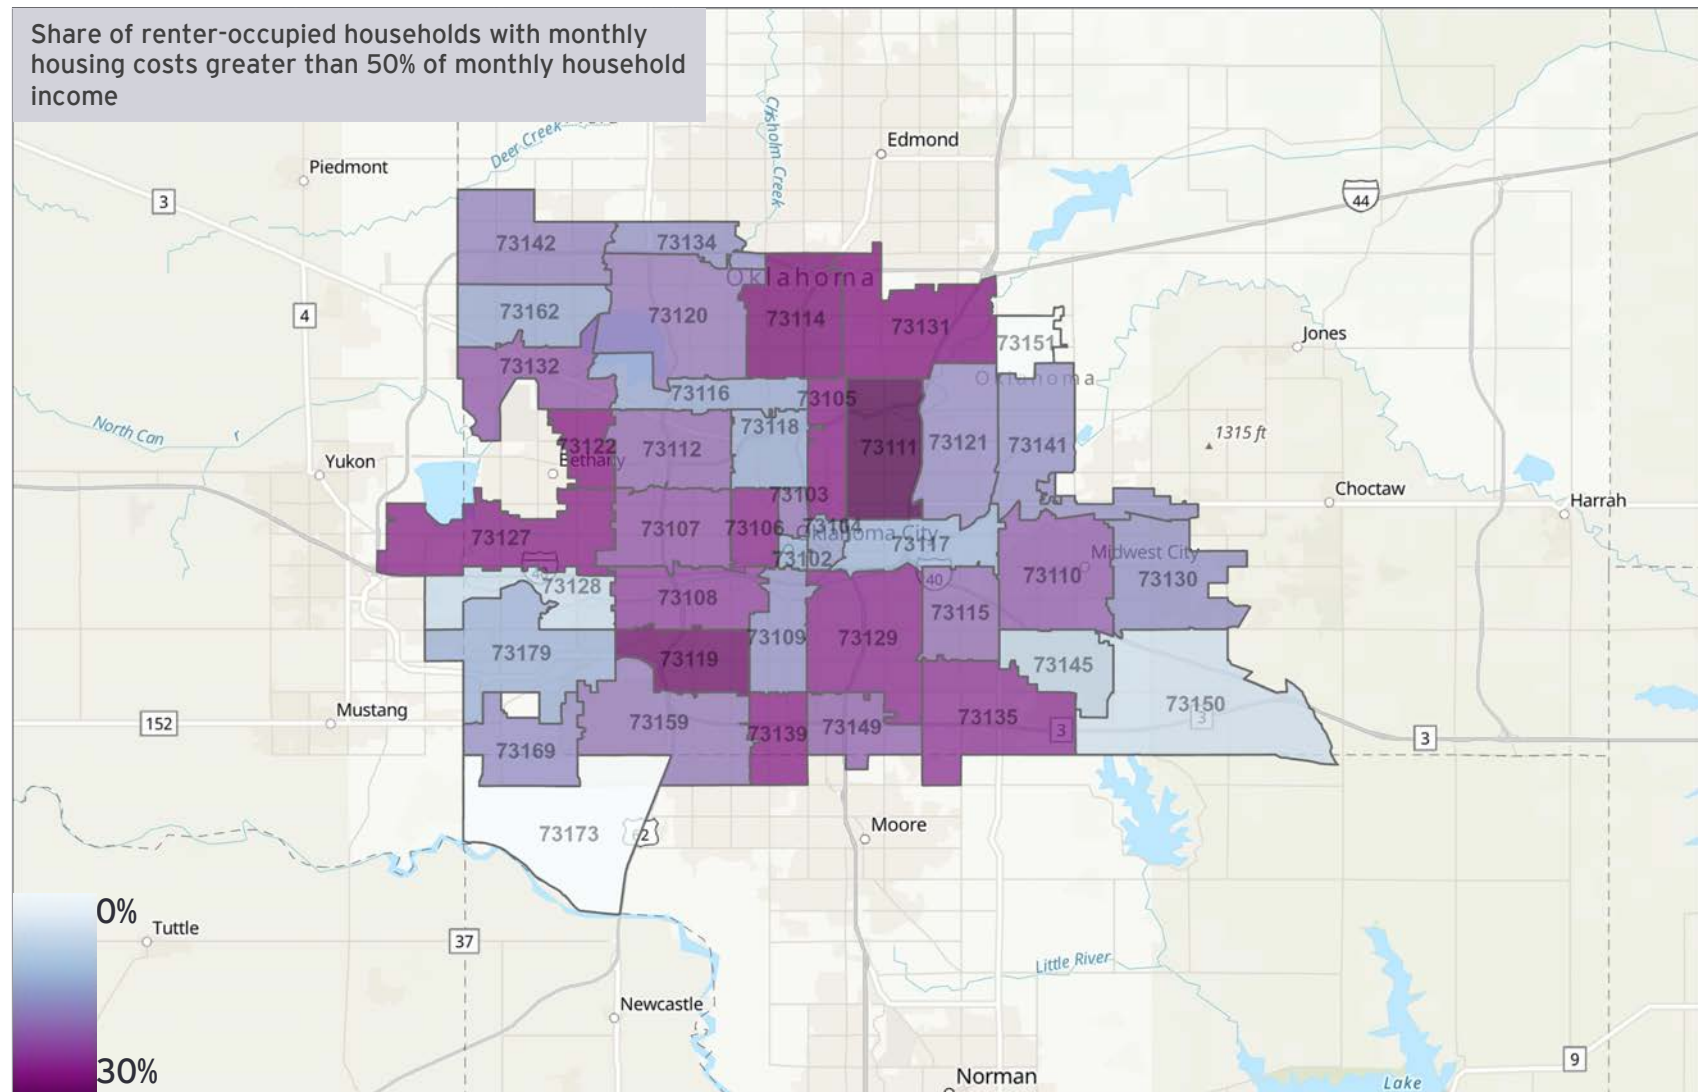 Share of renter-occupied households with monthly
housing costs greater than 50% of monthly household
income
Chisholm Creek
Deer Creek
Edmond
Piedmont
3
44
73142
73134
Oklahoma
4
73162
73120
73114
73131
73151
Jones
73132
Oklahoma
73116
73105
73118
North Can
r
73122
73112
73111
73121
73141
1315 ft
Yukon
Bethany
Choctaw
Harrah
73103
73127
73107
73106
73104
Oklahoma City
73117
73102
Midwest City
73110
73130
40
40
73128
73108
73115
73109
73129
73179
73119
73145
73150
Mustang
152
73159
73139
73149
73135
3
3
3
73169
73173
62
Moore
0%
Tuttle
37
Little River
Newcastle
30%
Norman
9
Lake